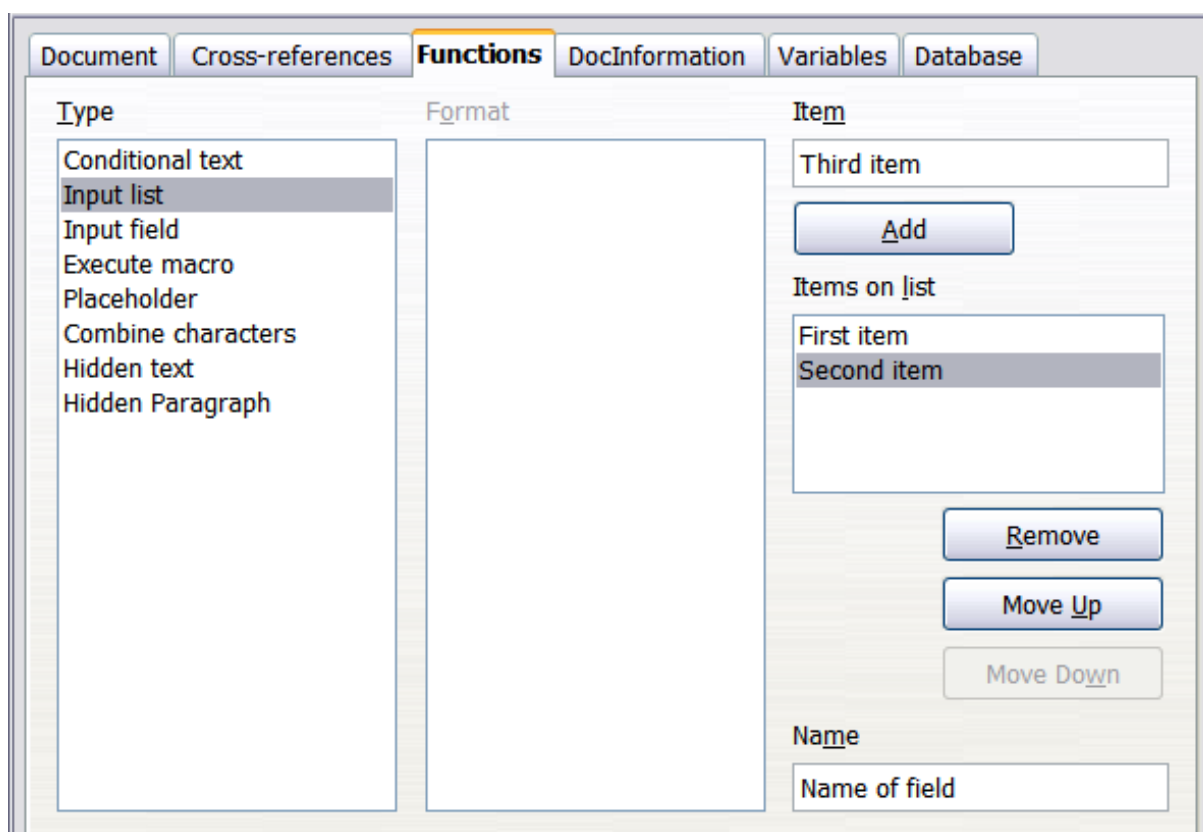 Document Cross-references Functions DocInformation Variables Database
Type
Conditional text
Input list
Input field
Execute macro
Placeholder
Combine characters
Hidden text
Hidden Paragraph
Format
Item
Third item
Add
Items on list
First item
Second item
Remove
Move Up
Move Down
Name
Name of field